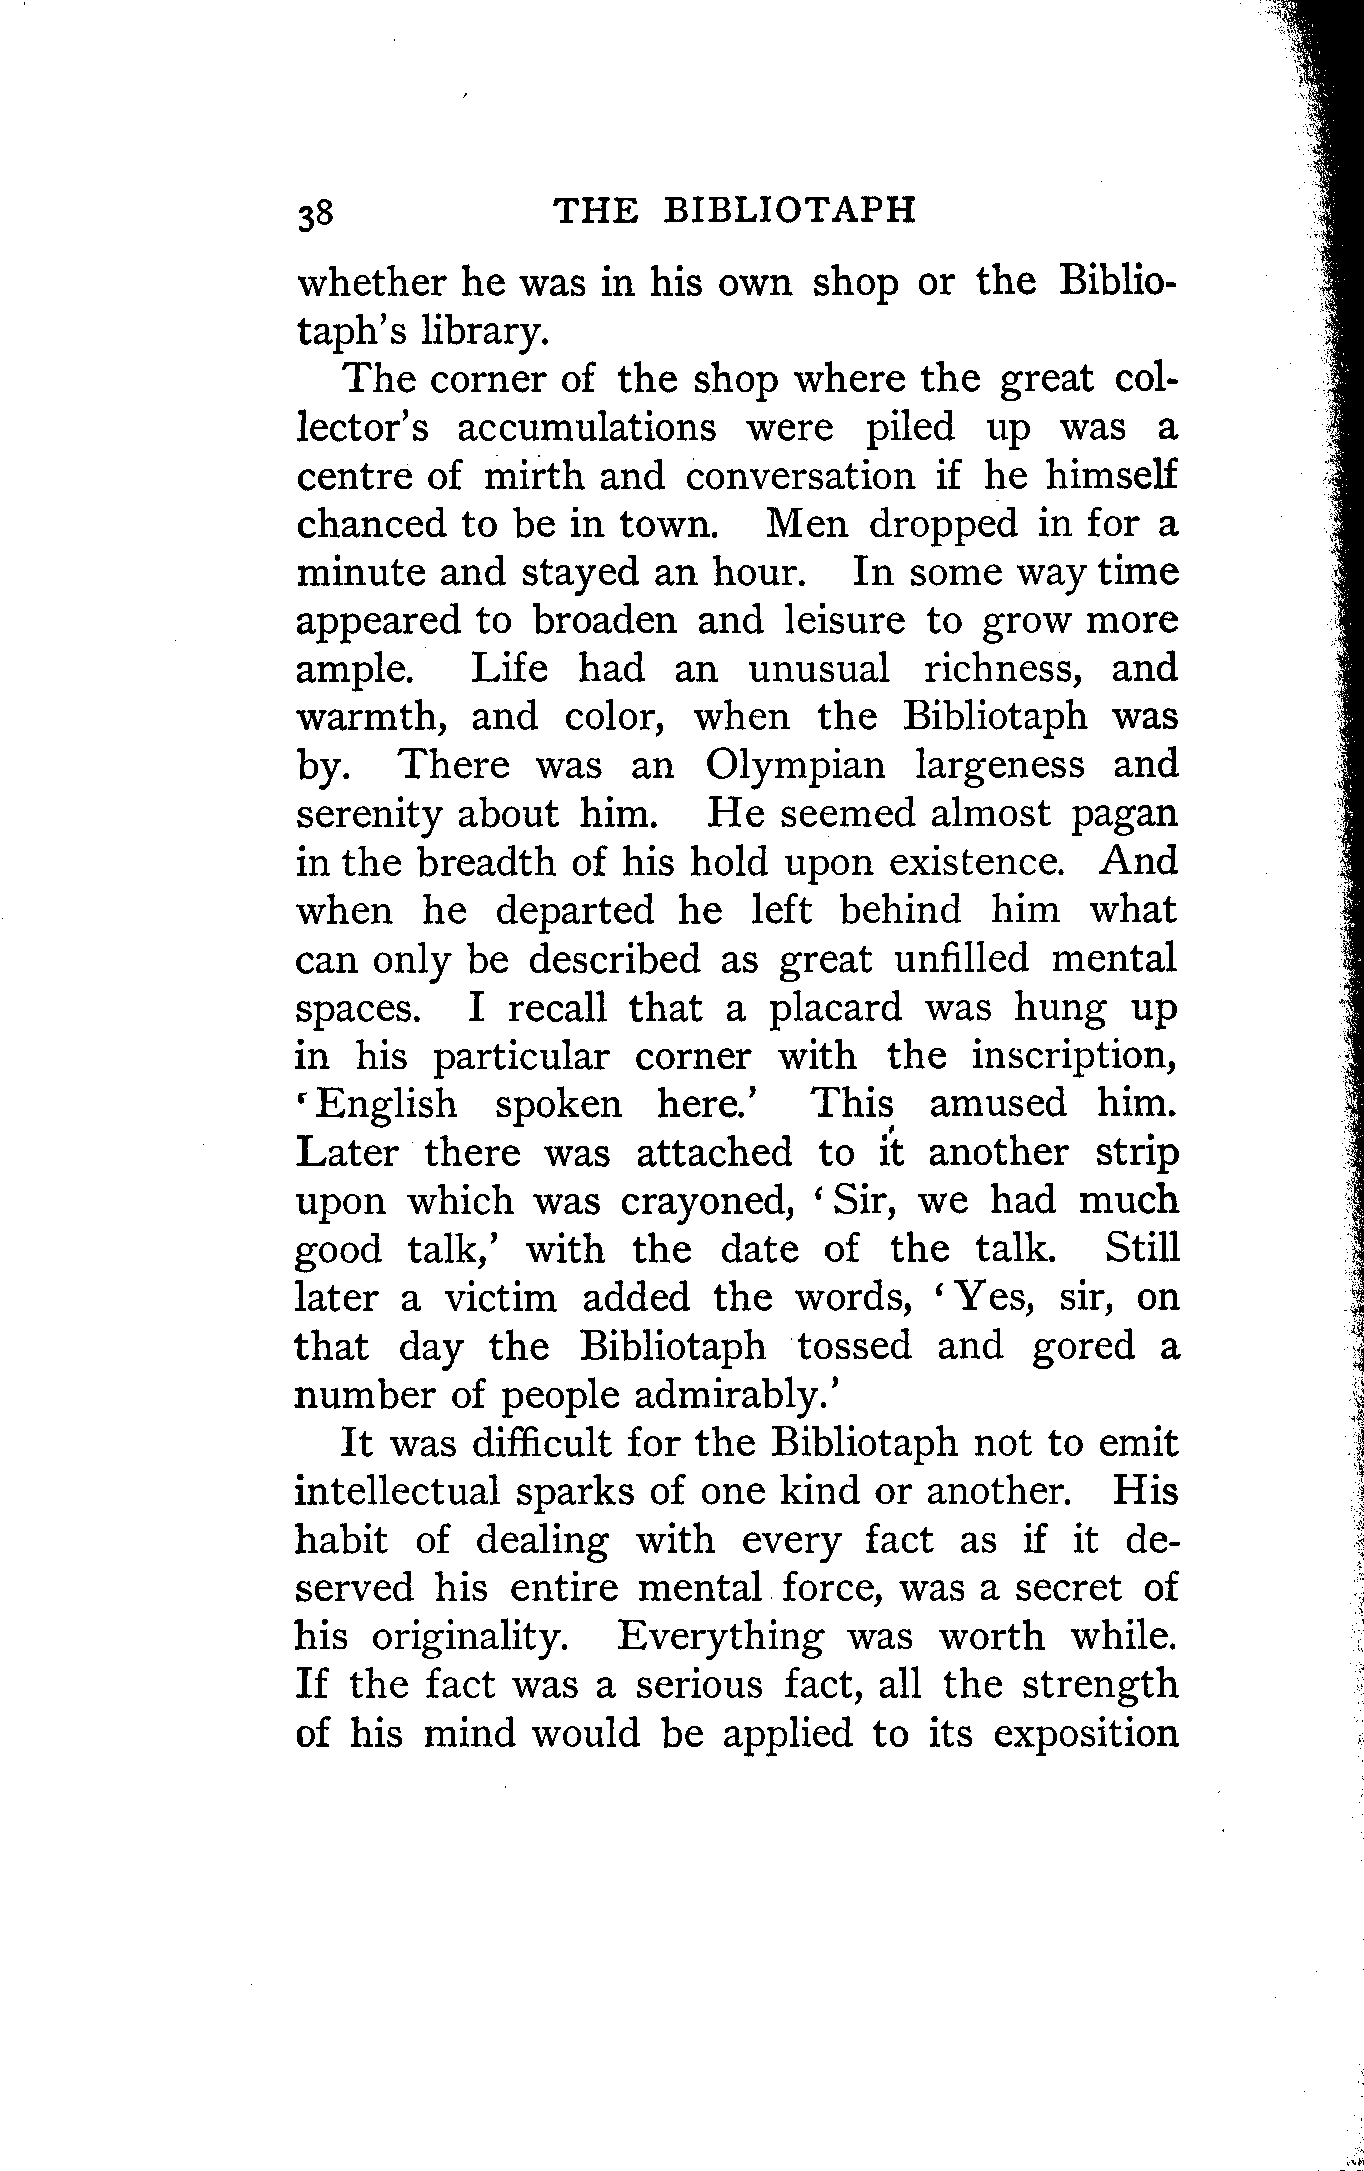 38 THE BIBLIOTAPH
whether he was in his own shop or the Biblio-
taph's library.
The corner of the shop where the great col-
lector's accumulations were piled up was a
centre of mirth and conversation if he himself
chanced to be in town. Men dropped in for a
minute and stayed an hour. In some way time
appeared to broaden and leisure to grow more
ample. Life had an unusual richness, and
warmth, and color, when the Bibliotaph was
by. There was an Olympian largeness and
serenity about him. He seemed almost pagan
in the breadth of his hold upon existence. And
when he departed he left behind him what
can only be described as great unfilled mental
spaces. I recall that a placard was hung up
in his particular corner with the inscription,
‘English spoken here.’ This amused him.
Later there was attached to it another strip
upon which was crayoned, ‘Sir, we had much
good talk,’ with the date of the talk. Still
later a victim added the words, ‘Yes, sir, on
that day the Bibliotaph tossed and gored a
number of people admirably.’
It was difficult for the Bibliotaph not to emit
intellectual sparks of one kind or another. His
habit of dealing with every fact as if it de-
served his entire mental force, was a secret of
his originality. Everything was worth while.
If the fact was a serious fact, all the strength
of his mind would be applied to its exposition